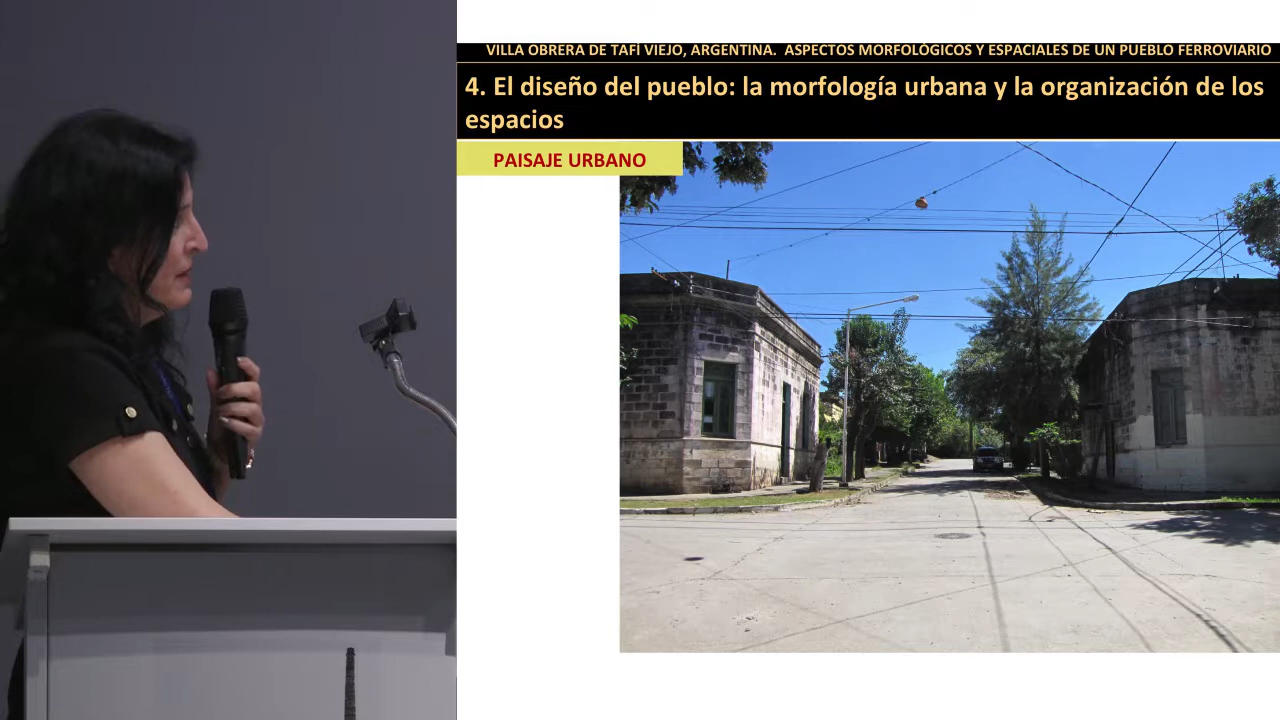 VILLA OBRERA DE TAFÍ VIEJO, ARGENTINA. ASPECTOS MORFOLÓGICOS Y ESPACIALES DE UN PUEBLO FERROVIARIO
4. El diseño del pueblo: la morfología urbana y la organización de los
espacios
PAISAJE URBANO